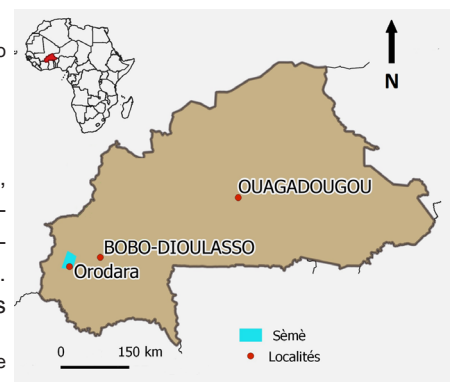 N
OUAGADOUGOU
BOBO-DIOULASSO
Orodara
Sèmè
Localités
0 150 km